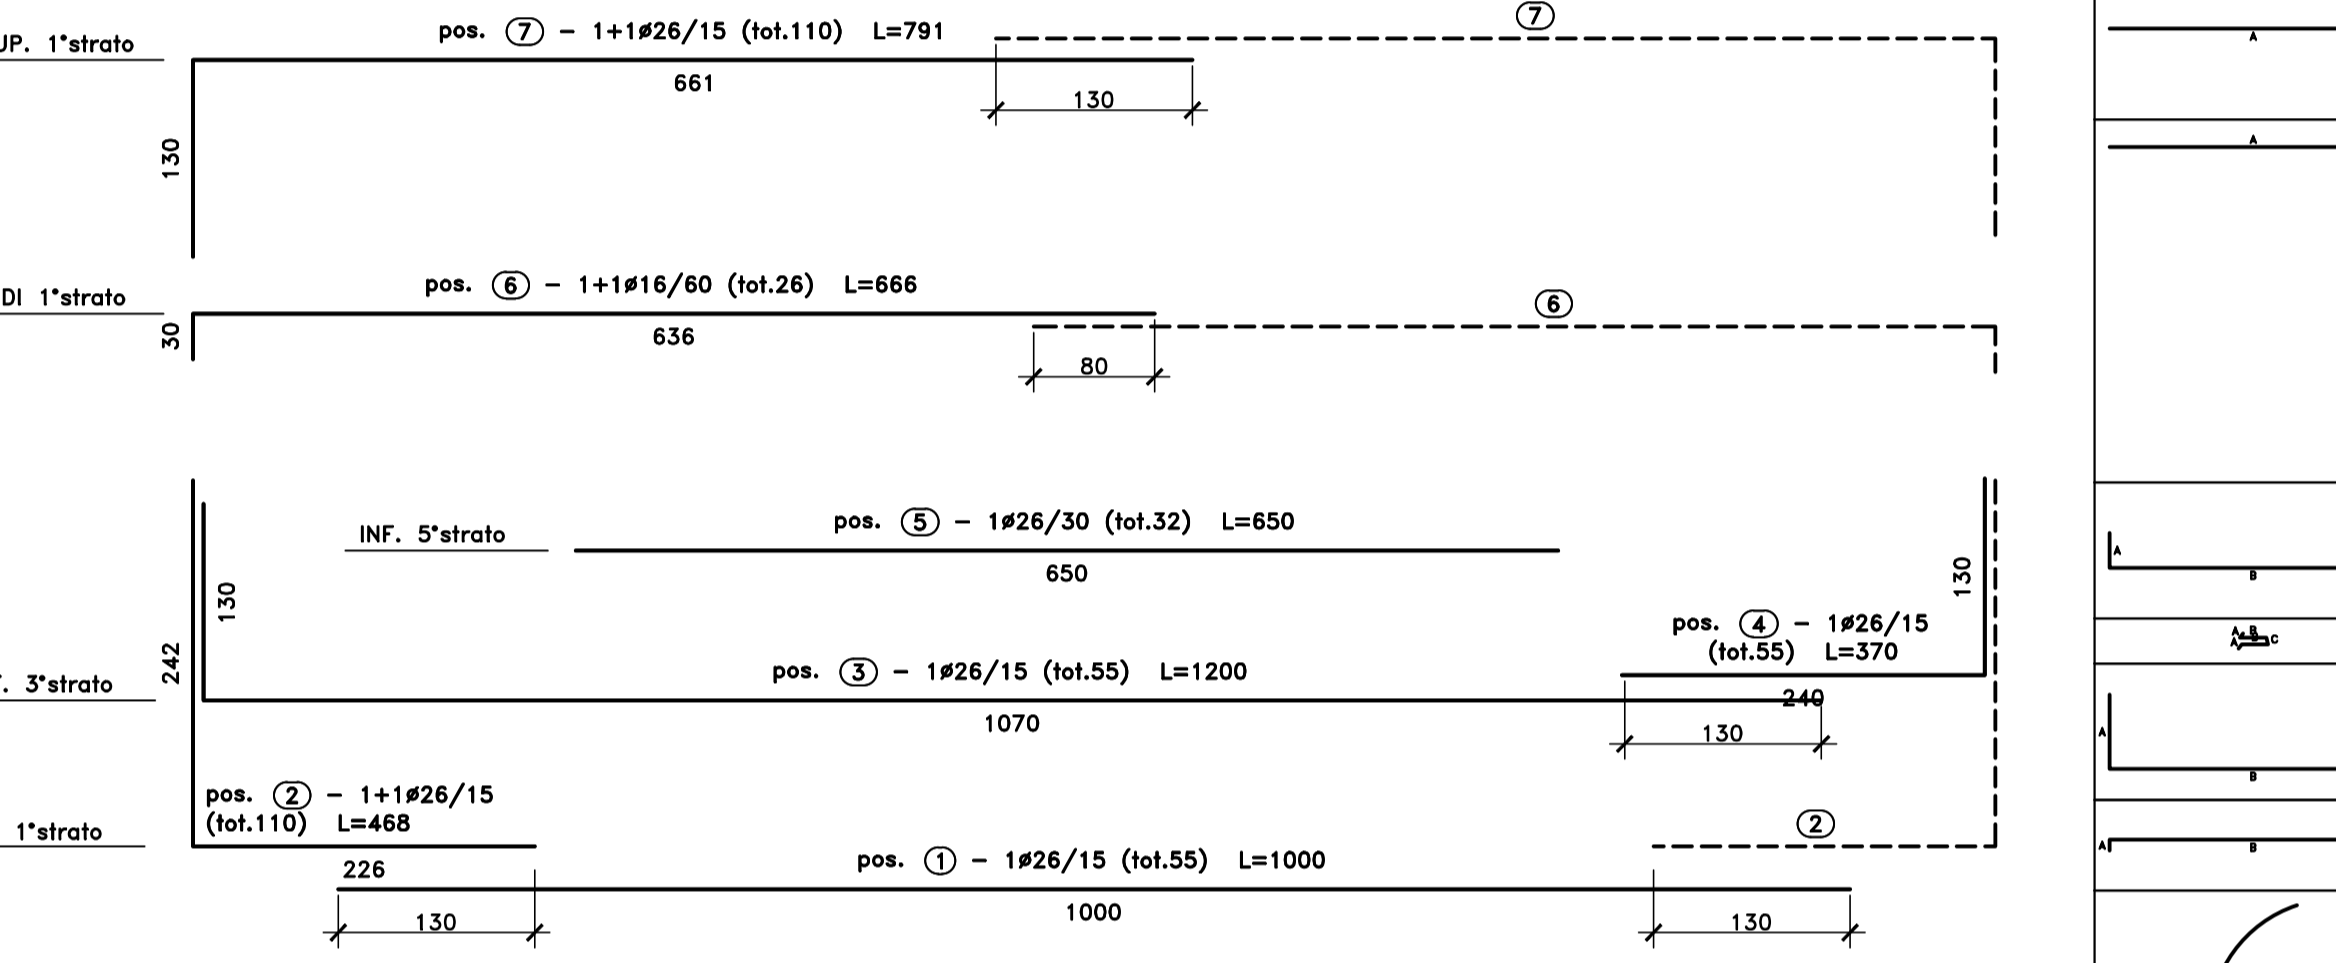 UP. 1°strato
pos. 7 – 1+1ø26/15 (tot.110) L=791
7
661
130
130
DI 1°strato
pos. 6 – 1+1ø16/60 (tot.26) L=666
6
30
636
80
INF. 5°strato
pos. 5 – 1ø26/30 (tot.32) L=650
650
130
130
242
. 3°strato
pos. 3 – 1ø26/15 (tot.55) L=1200
1070
pos. 4 – 1ø26/15
(tot.55) L=370
240
130
1°strato
pos. 2 – 1+1ø26/15
(tot.110) L=468
226
2
pos. 1 – 1ø26/15 (tot.55) L=1000
1000
130
130
A
A
A
B
A
B
A
B
C
A
B
A
B